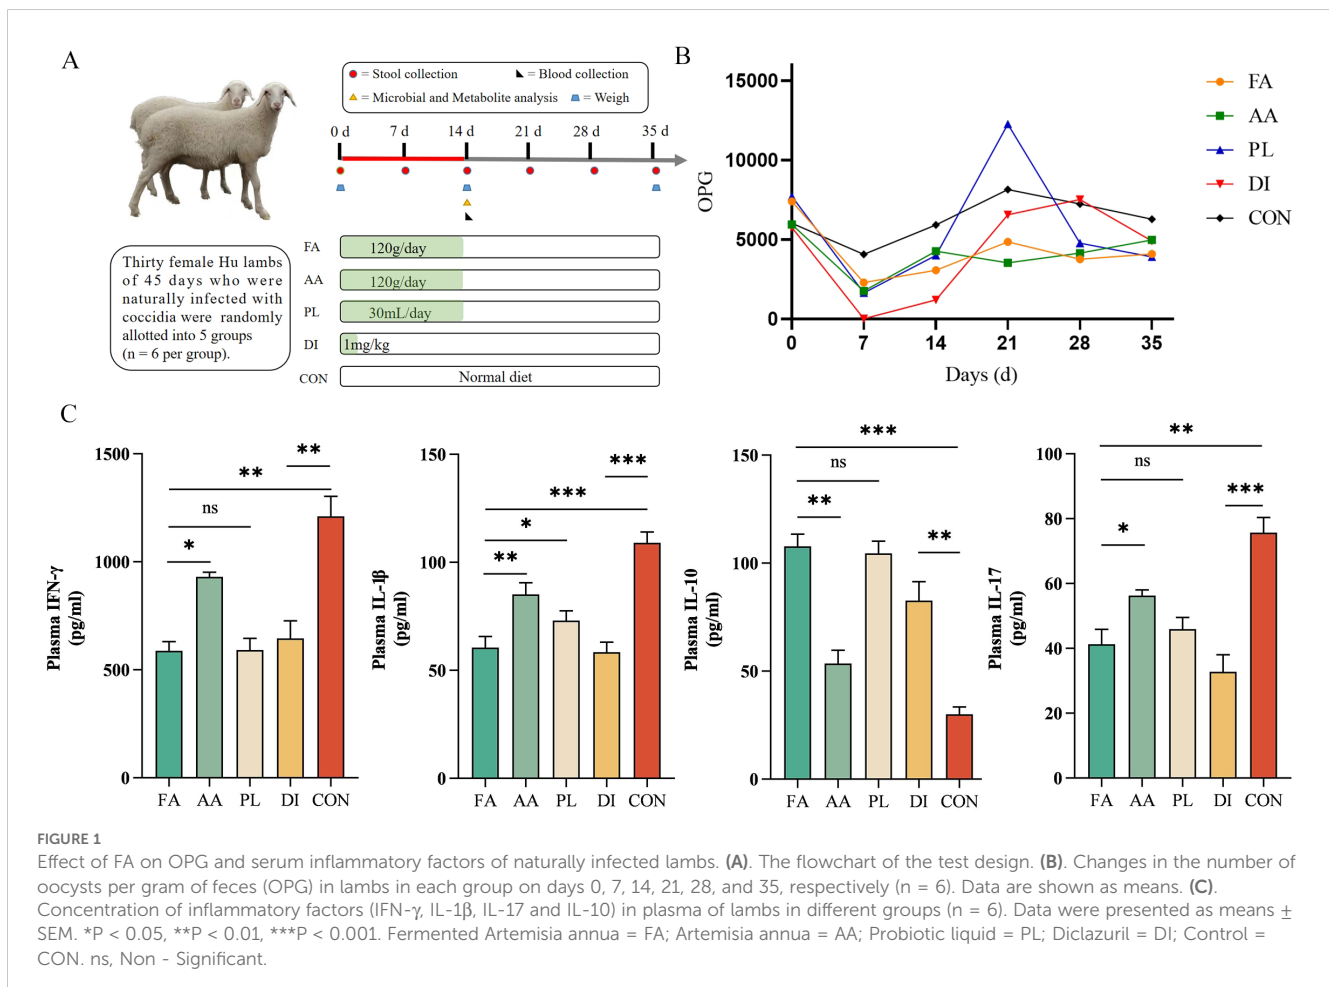 A
= Stool collection
= Blood collection
= Microbial and Metabolite analysis
= Weigh
0 d
7 d
14 d
21 d
28 d
35 d
Thirty female Hu lambs
of 45 days who were
naturally infected with
coccidia were randomly
allotted into 5 groups
(n = 6 per group).
FA
120g/day
AA
120g/day
PL
30mL/day
DI
1mg/kg
CON
Normal diet
B
OPG
15000
10000
5000
0
0
7
14
21
28
35
Days (d)
FA
AA
PL
DI
CON
C
Plasma IFN-γ
(pg/ml)
1500
1000
500
0
**
**
ns
*
FA
AA
PL
DI
CON
Plasma IL-1β
(pg/ml)
150
100
50
0
***
***
*
**
FA
AA
PL
DI
CON
Plasma IL-10
(pg/ml)
150
100
50
0
***
ns
**
**
FA
AA
PL
DI
CON
Plasma IL-17
(pg/ml)
100
80
60
40
20
0
**
ns
***
*
FA
AA
PL
DI
CON
FIGURE 1
Effect of FA on OPG and serum inflammatory factors of naturally infected lambs. (A). The flowchart of the test design. (B). Changes in the number of
oocysts per gram of feces (OPG) in lambs in each group on days 0, 7, 14, 21, 28, and 35, respectively (n = 6). Data are shown as means. (C).
Concentration of inflammatory factors (IFN-γ, IL-1β, IL-17 and IL-10) in plasma of lambs in different groups (n = 6). Data were presented as means ±
SEM. *P < 0.05, **P < 0.01, ***P < 0.001. Fermented Artemisia annua = FA; Artemisia annua = AA; Probiotic liquid = PL; Diclazuril = DI; Control =
CON. ns, Non - Significant.